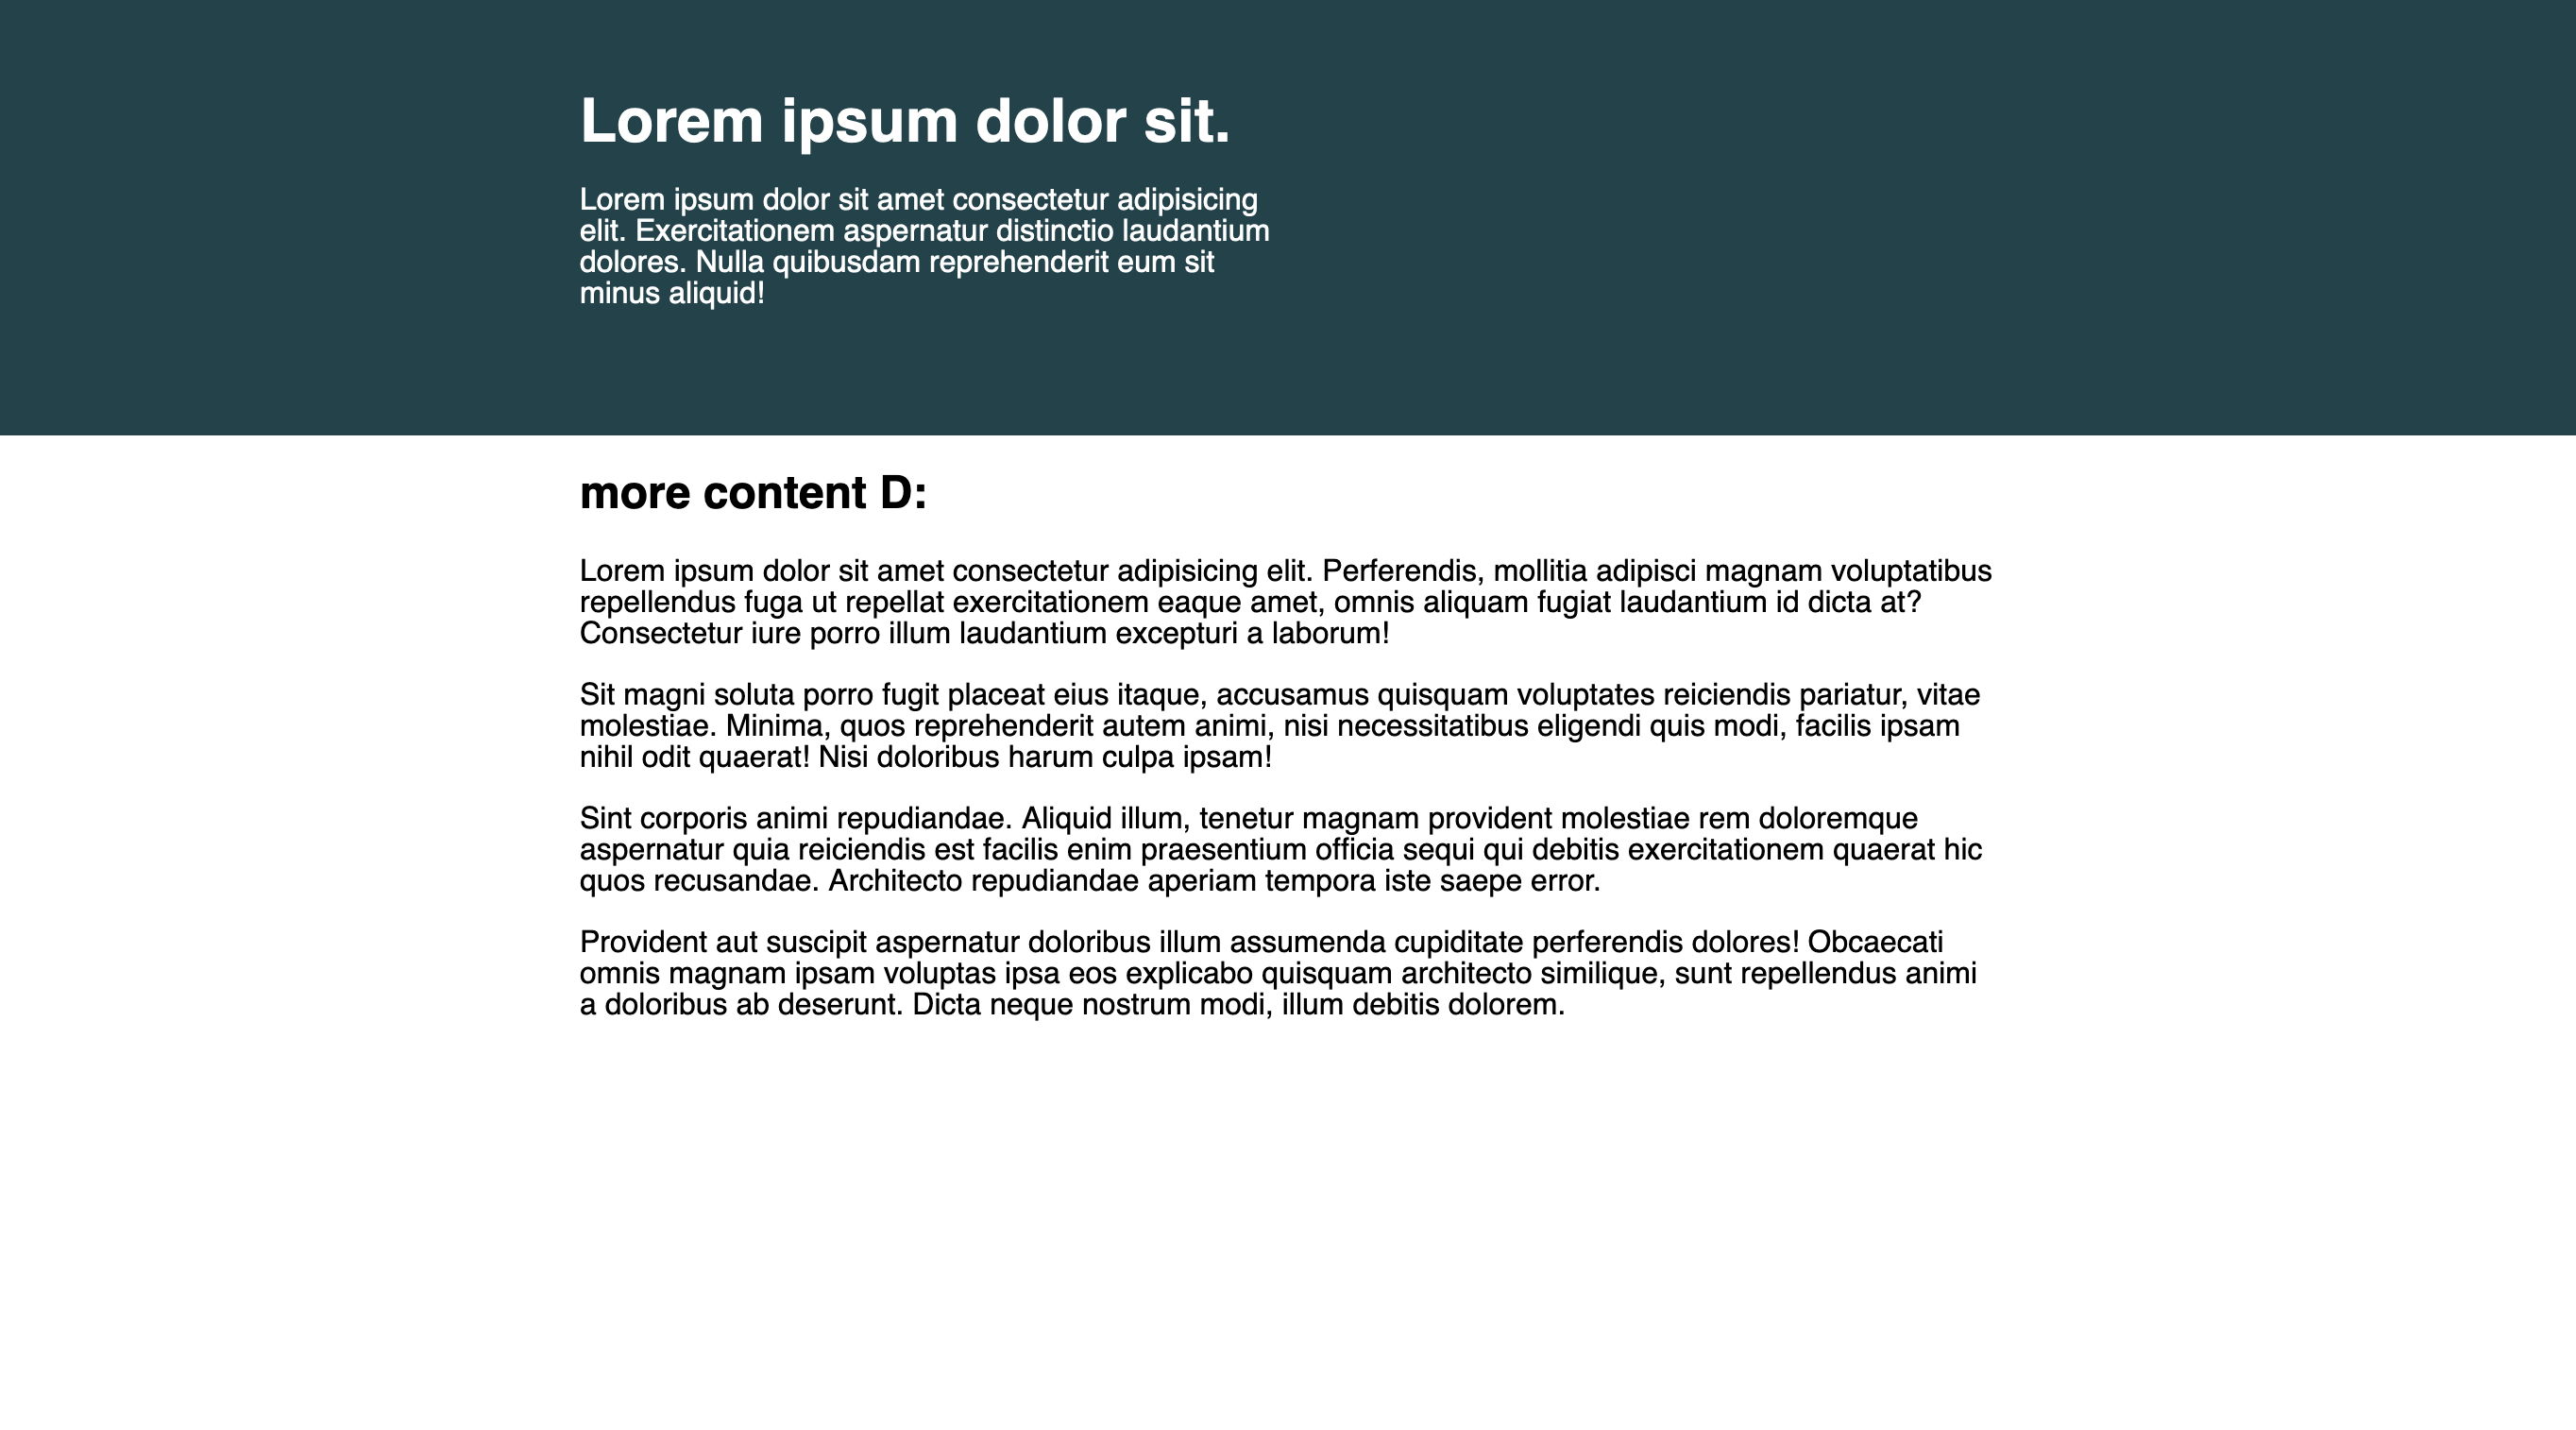 Lorem ipsum dolor sit.
Lorem ipsum dolor sit amet consectetur adipisicing
elit. Exercitationem aspernatur distinctio laudantium
dolores. Nulla quibusdam reprehenderit eum sit
minus aliquid!
more content D:
Lorem ipsum dolor sit amet consectetur adipisicing elit. Perferendis, mollitia adipisci magnam voluptatibus
repellendus fuga ut repellat exercitationem eaque amet, omnis aliquam fugiat laudantium id dicta at?
Consectetur iure porro illum laudantium excepturi a laborum!
Sit magni soluta porro fugit placeat eius itaque, accusamus quisquam voluptates reiciendis pariatur, vitae
molestiae. Minima, quos reprehenderit autem animi, nisi necessitatibus eligendi quis modi, facilis ipsam
nihil odit quaerat! Nisi doloribus harum culpa ipsam!
Sint corporis animi repudiandae. Aliquid illum, tenetur magnam provident molestiae rem doloremque
aspernatur quia reiciendis est facilis enim praesentium officia sequi qui debitis exercitationem quaerat hic
quos recusandae. Architecto repudiandae aperiam tempora iste saepe error.
Provident aut suscipit aspernatur doloribus illum assumenda cupiditate perferendis dolores! Obcaecati
omnis magnam ipsam voluptas ipsa eos explicabo quisquam architecto similique, sunt repellendus animi
a doloribus ab deserunt. Dicta neque nostrum modi, illum debitis dolorem.